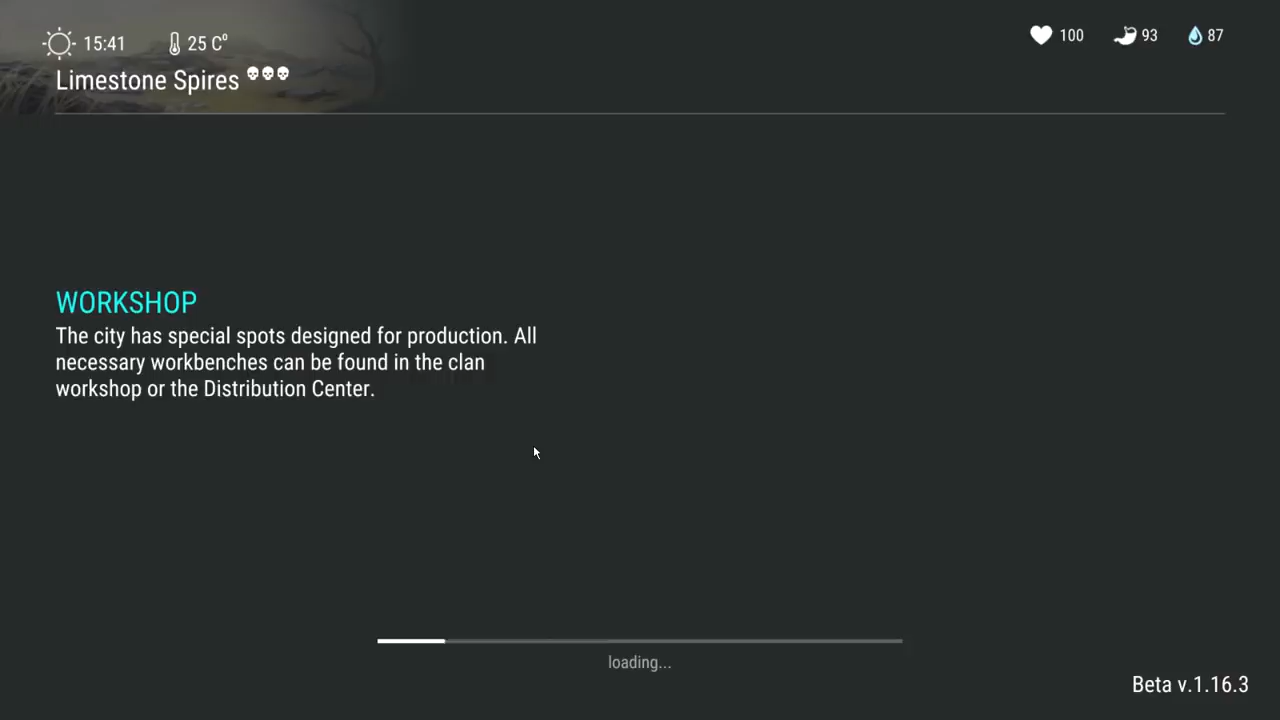 15:41 25 C⁰ 100 93 87
Limestone Spires
WORKSHOP
The city has special spots designed for production. All
necessary workbenches can be found in the clan
workshop or the Distribution Center.
loading...
Beta v.1.16.3